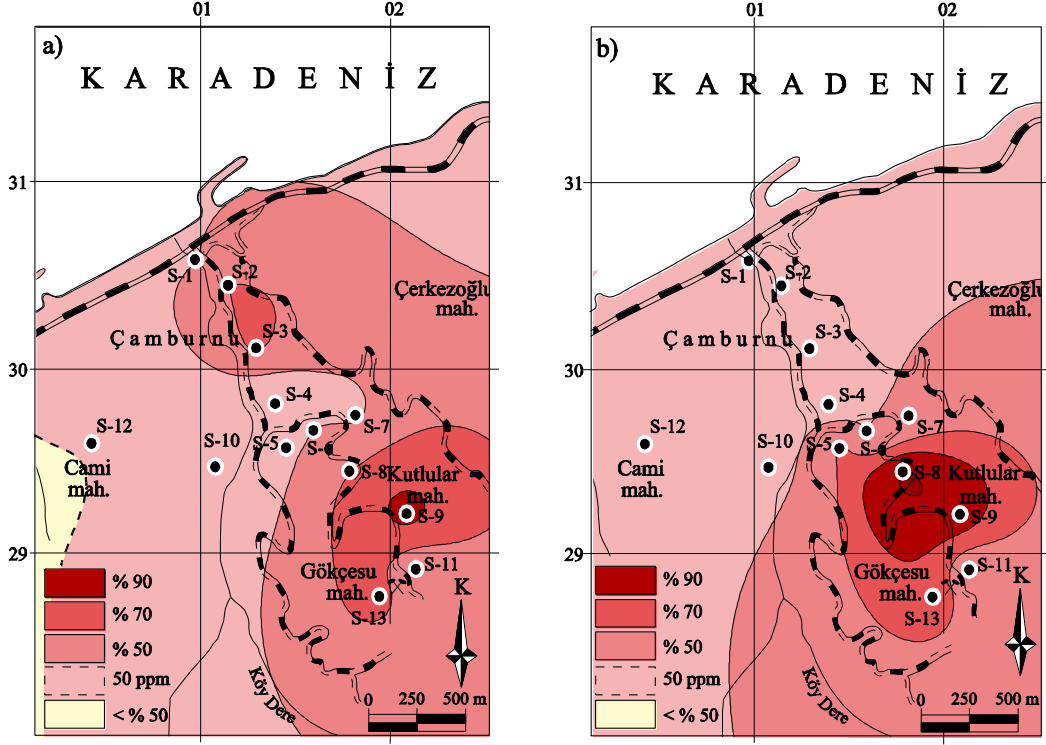 01
02
a)
K A R A D E N İ Z
31
S-1
S-2
Çerkezoğlu
mah.
Çamburnu
S-3
30
S-4
S-7
S-12
S-10
S-5
S-6
Cami
mah.
S-8
Kutlular
mah.
S-9
29
S-11
Gökçesu
mah.
S-13
K
% 90
% 70
% 50
50 ppm
< % 50
Köy Dere
0 250 500 m
01
02
b)
K A R A D E N İ Z
31
S-1
S-2
Çerkezoğlu
mah.
Çamburnu
S-3
30
S-4
S-7
S-12
S-10
S-5
S-6
Cami
mah.
S-8
Kutlular
mah.
S-9
29
S-11
Gökçesu
mah.
S-13
K
% 90
% 70
% 50
50 ppm
< % 50
Köy Dere
0 250 500 m